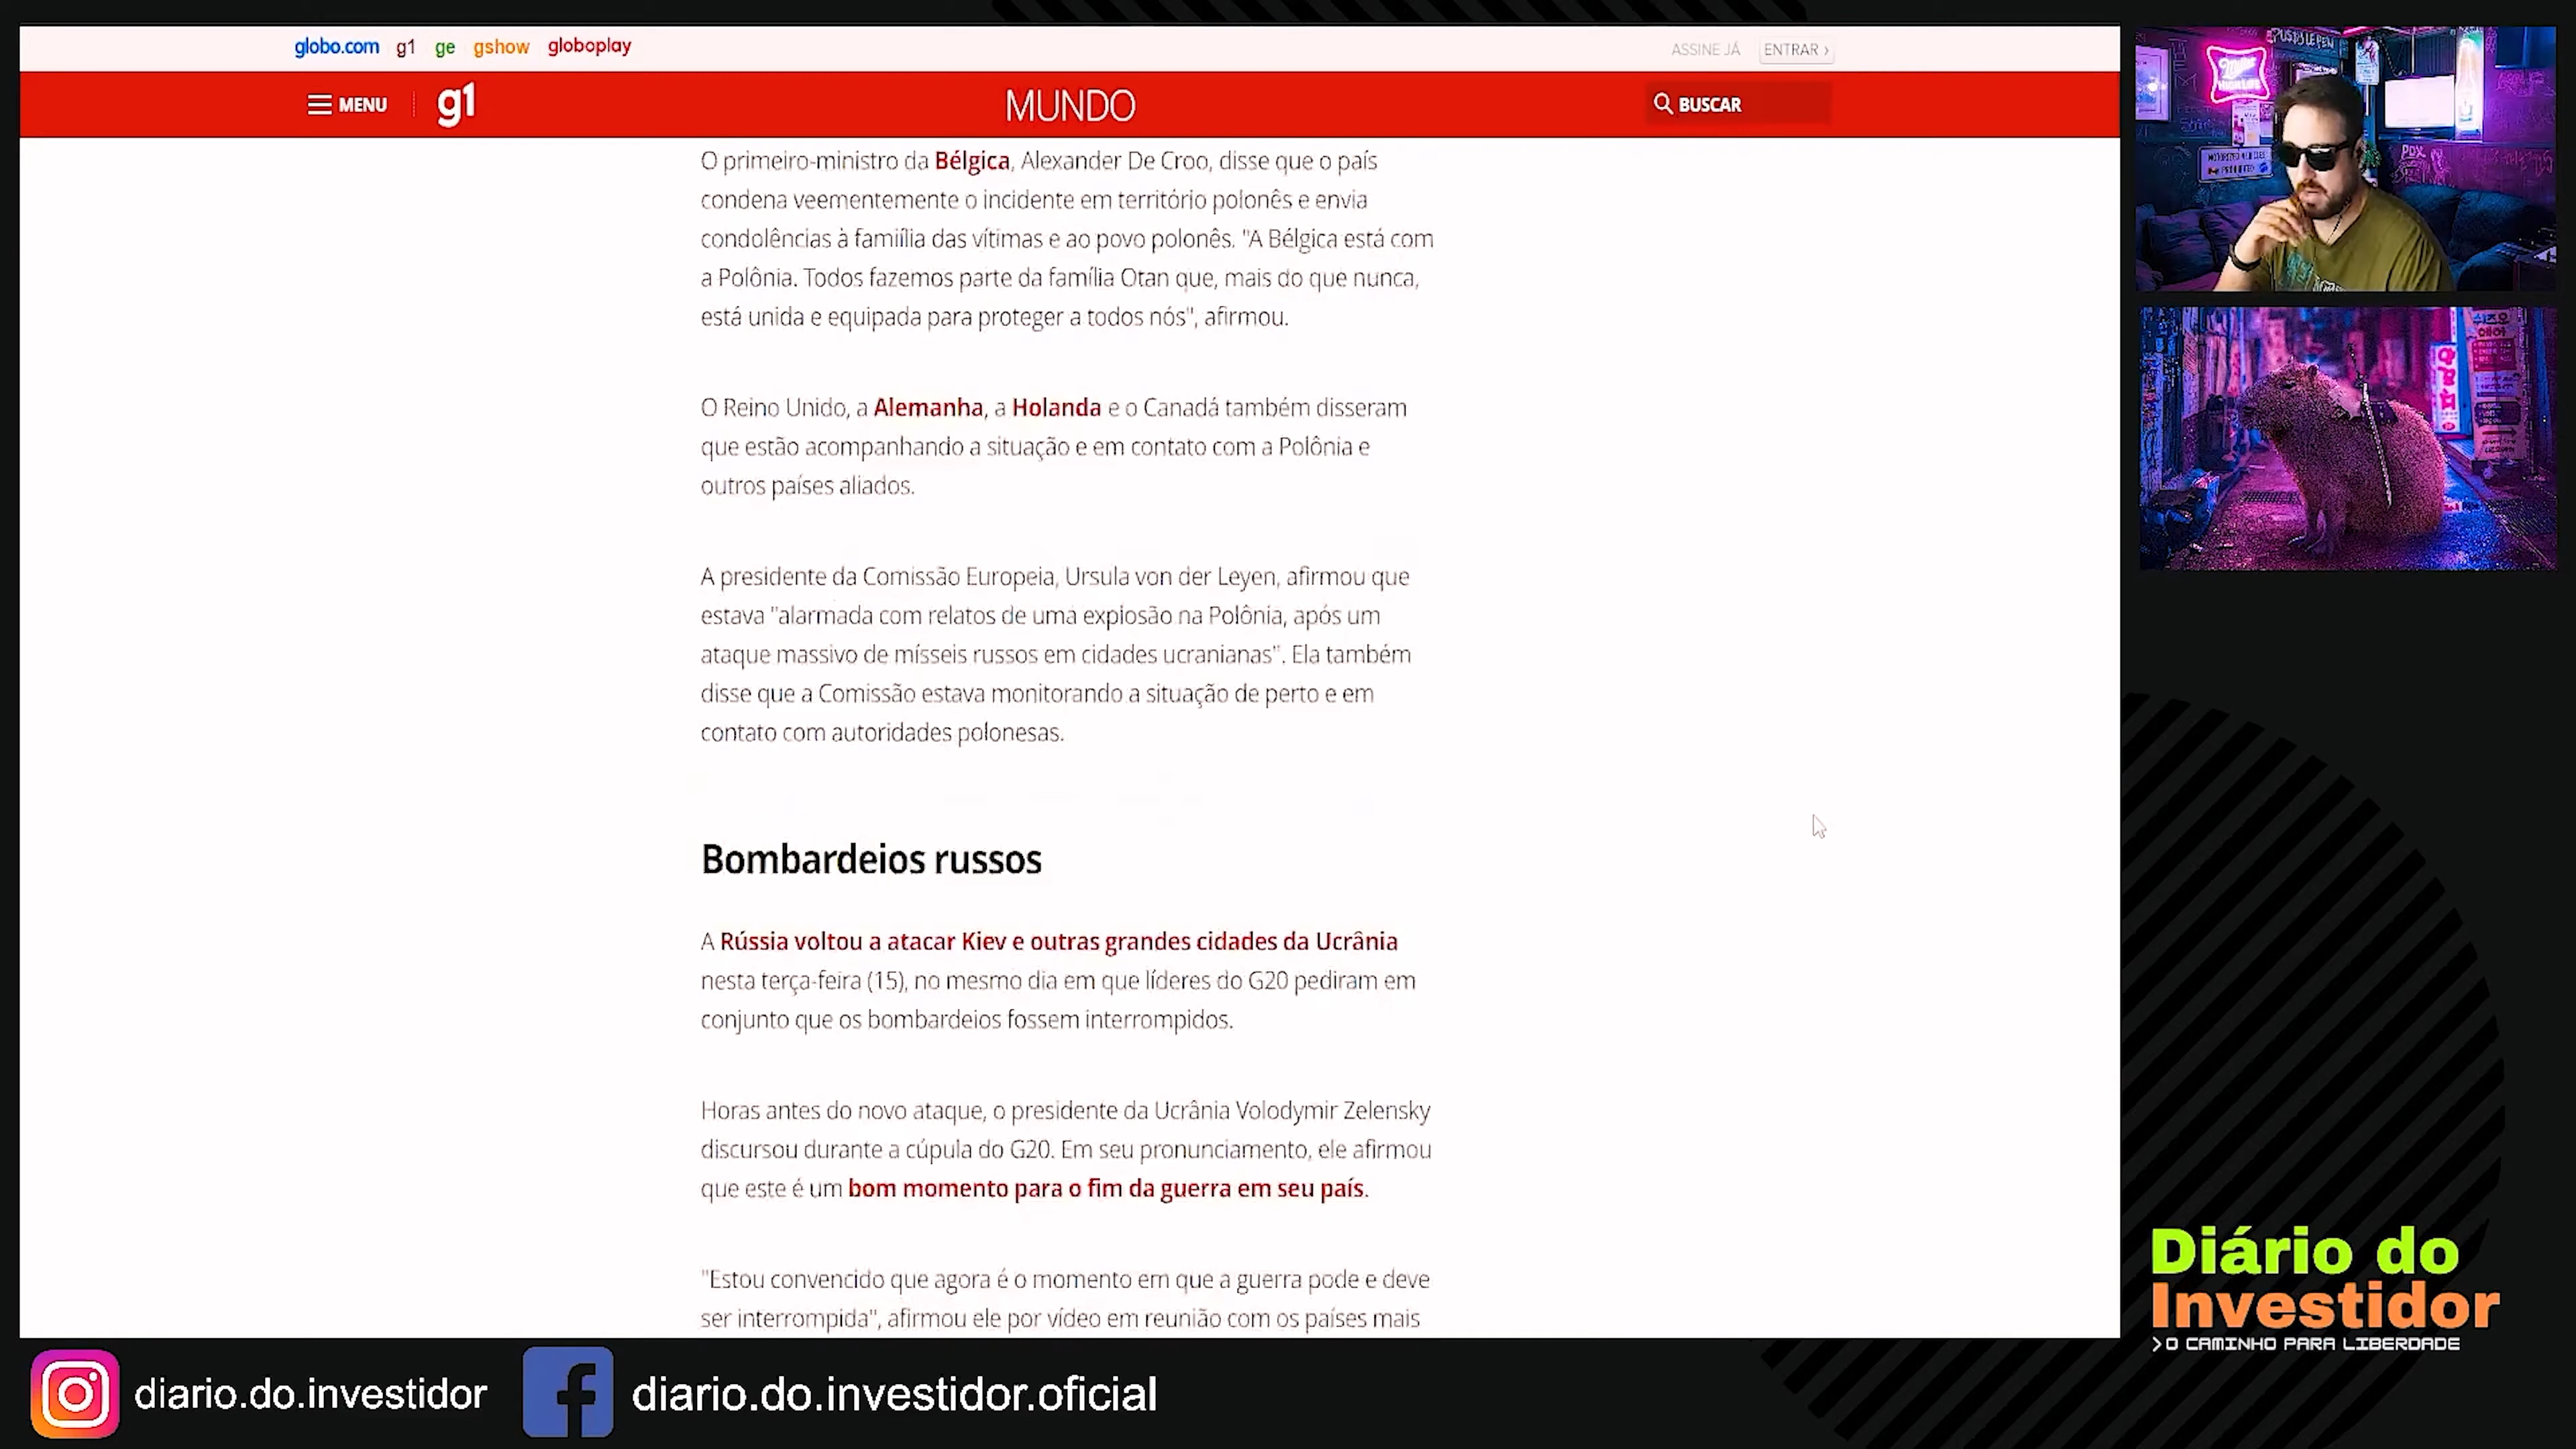 globo.com g1 ge gshow globoplay
ASSINE JÁ ENTRAR ›
MENU g1 MUNDO BUSCAR
O primeiro-ministro da Bélgica, Alexander De Croo, disse que o país
condena veementemente o incidente em território polonês e envia
condolências à famiília das vítimas e ao povo polonês. "A Bélgica está com
a Polônia. Todos fazemos parte da família Otan que, mais do que nunca,
está unida e equipada para proteger a todos nós", afirmou.
O Reino Unido, a Alemanha, a Holanda e o Canadá também disseram
que estão acompanhando a situação e em contato com a Polônia e
outros países aliados.
A presidente da Comissão Europeia, Ursula von der Leyen, afirmou que
estava "alarmada com relatos de uma explosão na Polônia, após um
ataque massivo de mísseis russos em cidades ucranianas". Ela também
disse que a Comissão estava monitorando a situação de perto e em
contato com autoridades polonesas.
Bombardeios russos
A Rússia voltou a atacar Kiev e outras grandes cidades da Ucrânia
nesta terça-feira (15), no mesmo dia em que líderes do G20 pediram em
conjunto que os bombardeios fossem interrompidos.
Horas antes do novo ataque, o presidente da Ucrânia Volodymir Zelensky
discursou durante a cúpula do G20. Em seu pronunciamento, ele afirmou
que este é um bom momento para o fim da guerra em seu país.
"Estou convencido que agora é o momento em que a guerra pode e deve
ser interrompida", afirmou ele por vídeo em reunião com os países mais
Diário do
Investidor
>O CAMINHO PARA LIBERDADE
diario.do.investidor
diario.do.investidor.oficial